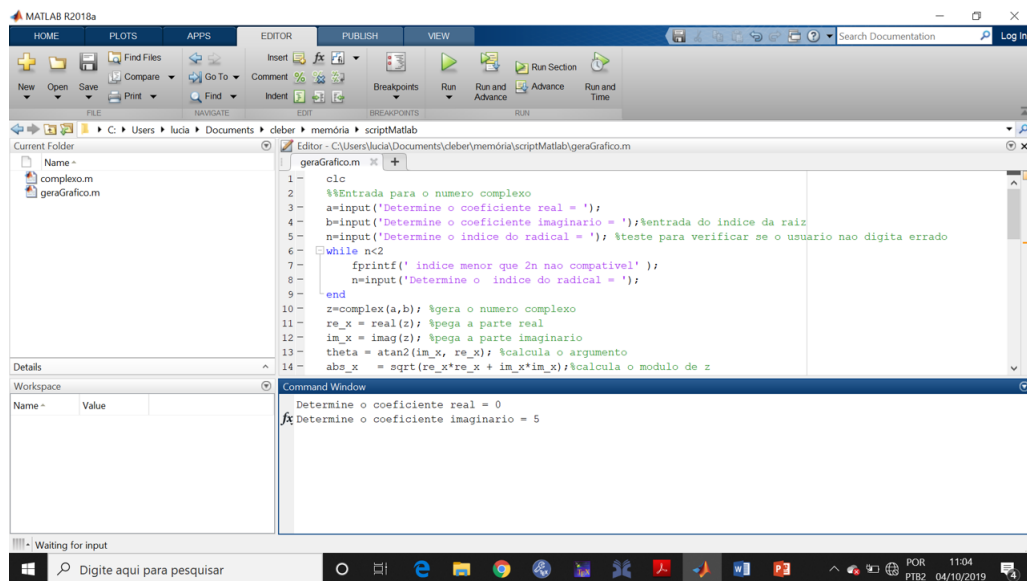 MATLAB R2018a
HOME PLOTS APPS EDITOR PUBLISH VIEW Search Documentation Log In
New Open Save Find Files Compare Print Go To Find Insert fx Comment % Indent Breakpoints Run Run and Advance Run Section Advance Run and Time
FILE NAVIGATE EDIT BREAKPOINTS RUN
C: Users lucia Documents cleber memória scriptMatlab
Current Folder
Name
complexo.m
geraGrafico.m
Details
Workspace
Name Value
Editor - C:\Users\lucia\Documents\cleber\memória\scriptMatlab\geraGrafico.m
geraGrafico.m +
1 - clc
2 %%Entrada para o numero complexo
3 - a=input('Determine o coeficiente real = ');
4 - b=input('Determine o coeficiente imaginario = ');%entrada do indice da raiz
5 - n=input('Determine o indice do radical = '); %teste para verificar se o usuario nao digita errado
6 - while n<2
7 - fprintf(' indice menor que 2n nao compativel' );
8 - n=input('Determine o  indice do radical = ');
9 - end
10 - z=complex(a,b); %gera o numero complexo
11 - re_x = real(z); %pega a parte real
12 - im_x = imag(z); %pega a parte imaginario
13 - theta = atan2(im_x, re_x); %calcula o argumento
14 - abs_x   = sqrt(re_x*re_x + im_x*im_x);%calcula o modulo de z
Command Window
Determine o coeficiente real = 0
fx Determine o coeficiente imaginario = 5
Waiting for input
Digite aqui para pesquisar
POR
PTB2
11:04
04/10/2019